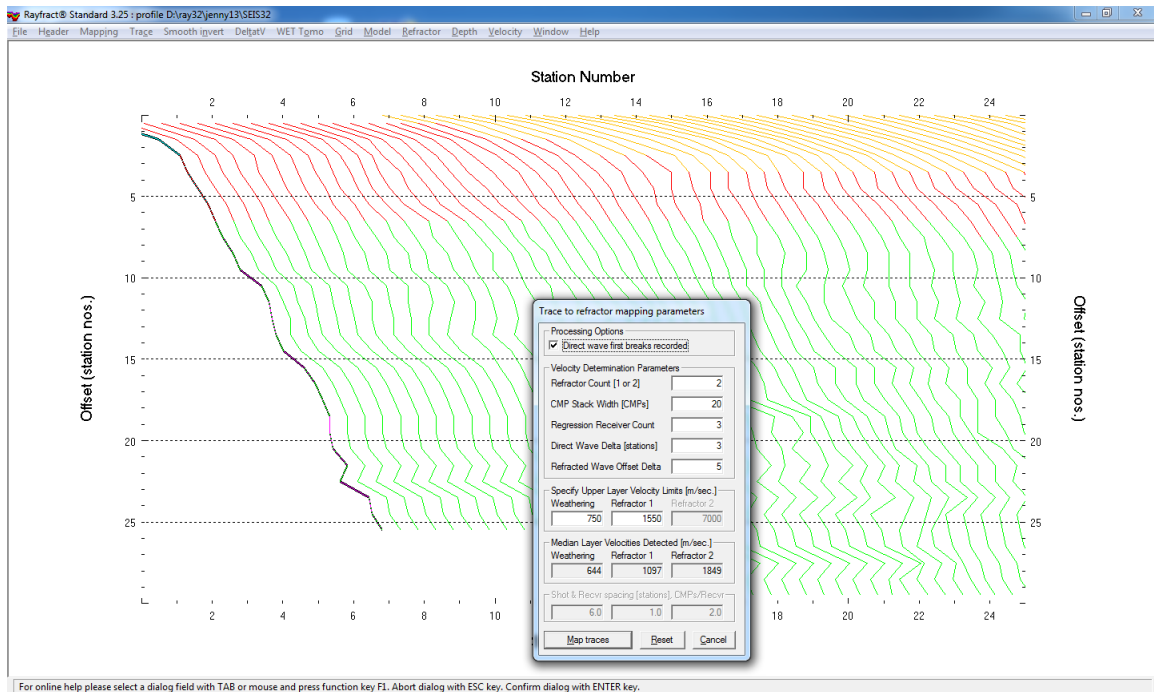 Rayfract® Standard 3.25 : profile D:\ray32\jenny13\SEIS32
File Header Mapping Trace Smooth invert DeltatV WET Tomo Grid Model Refractor Depth Velocity Window Help
Station Number
2 4 6 8 10 12 14 16 18 20 22 24
Offset (station nos.)
5 10 15 20 25
Trace to refractor mapping parameters
Processing Options
Direct wave first breaks recorded
Velocity Determination Parameters
Refractor Count [1 or 2] 2
CMP Stack Width [CMPs] 20
Regression Receiver Count 3
Direct Wave Delta [stations] 3
Refracted Wave Offset Delta 5
Specify Upper Layer Velocity Limits [m/sec.]
Weathering Refractor 1 Refractor 2
750 1550 7000
Median Layer Velocities Detected [m/sec.]
Weathering Refractor 1 Refractor 2
644 1097 1849
Shot & Recvr spacing [stations], CMPs/Recvr
6.0 1.0 2.0
Map traces Reset Cancel
5 10 15 20 25
Offset (station nos.)
2 4 6 8 10 18 20 22 24
For online help please select a dialog field with TAB or mouse and press function key F1. Abort dialog with ESC key. Confirm dialog with ENTER key.